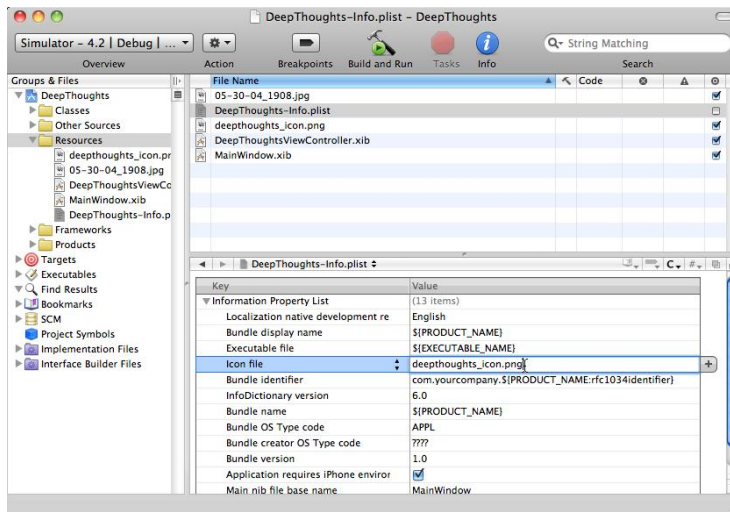 DeepThoughts-Info.plist – DeepThoughts
Simulator – 4.2 | Debug | ...
String Matching
Overview Action Breakpoints Build and Run Tasks Info Search
Groups & Files
DeepThoughts
Classes
Other Sources
Resources
deepthoughts_icon.pr
05-30-04_1908.jpg
DeepThoughtsViewCo
MainWindow.xib
DeepThoughts-Info.p
Frameworks
Products
Targets
Executables
Find Results
Bookmarks
SCM
Project Symbols
Implementation Files
Interface Builder Files
File Name Code
05-30-04_1908.jpg
DeepThoughts-Info.plist
deepthoughts_icon.png
DeepThoughtsViewController.xib
MainWindow.xib
DeepThoughts-Info.plist C #
Key Value
Information Property List (13 items)
Localization native development re English
Bundle display name ${PRODUCT_NAME}
Executable file ${EXECUTABLE_NAME}
Icon file deepthoughts_icon.png
Bundle identifier com.yourcompany.${PRODUCT_NAME:rfc1034identifier}
InfoDictionary version 6.0
Bundle name ${PRODUCT_NAME}
Bundle OS Type code APPL
Bundle creator OS Type code ????
Bundle version 1.0
Application requires iPhone enviror
Main nib file base name MainWindow